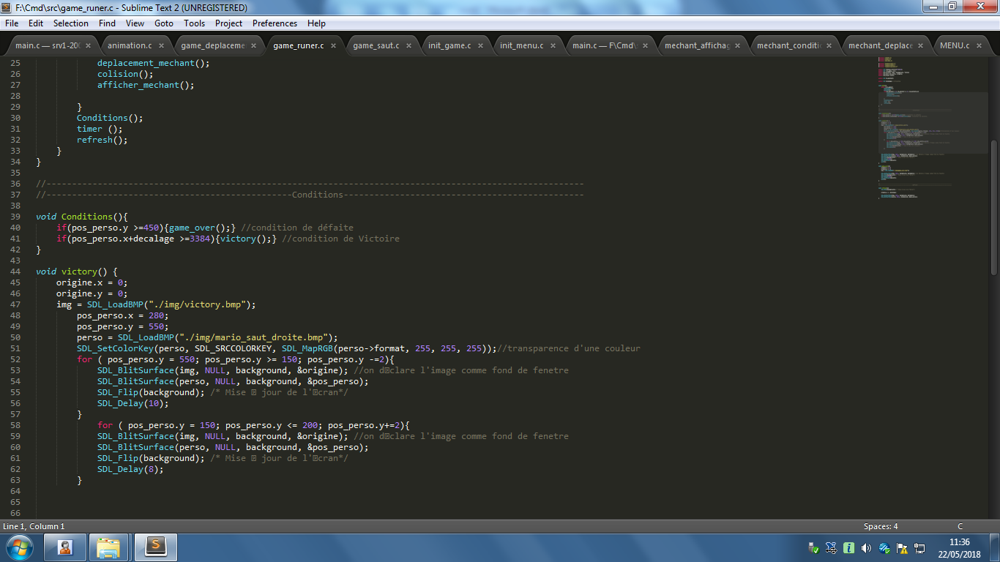 F:\Cmd\src\game_runer.c - Sublime Text 2 (UNREGISTERED)
File Edit Selection Find View Goto Tools Project Preferences Help
main.c — srv1-20 × animation.c × game_deplaceme × game_runer.c × game_saut.c × init_game.c × init_menu.c × main.c — F\Cmd\ × mechant_affichag × mechant_conditi × mechant_deplace × MENU.c ×
25 deplacement_mechant();
26 colision();
27 afficher_mechant();
28
29 }
30 Conditions();
31 timer ();
32 refresh();
33 }
34 }
35
36 //---------------------------------------------------------------------------------------------------------
37 //------------------------------------------------Conditions-----------------------------------------------
38
39 void Conditions(){
40 if(pos_perso.y >=450){game_over();} //condition de défaite
41 if(pos_perso.x+decalage >=3384){victory();} //condition de Victoire
42 }
43
44 void victory() {
45 origine.x = 0;
46 origine.y = 0;
47 img = SDL_LoadBMP("./img/victory.bmp");
48 pos_perso.x = 280;
49 pos_perso.y = 550;
50 perso = SDL_LoadBMP("./img/mario_saut_droite.bmp");
51 SDL_SetColorKey(perso, SDL_SRCCOLORKEY, SDL_MapRGB(perso->format, 255, 255, 255));//transparence d'une couleur
52 for ( pos_perso.y = 550; pos_perso.y >= 150; pos_perso.y -=2){
53 SDL_BlitSurface(img, NULL, background, &origine); //on d�clare l'image comme fond de fenetre
54 SDL_BlitSurface(perso, NULL, background, &pos_perso);
55 SDL_Flip(background); /* Mise � jour de l'�cran*/
56 SDL_Delay(10);
57 }
58 for ( pos_perso.y = 150; pos_perso.y <= 200; pos_perso.y+=2){
59 SDL_BlitSurface(img, NULL, background, &origine); //on d�clare l'image comme fond de fenetre
60 SDL_BlitSurface(perso, NULL, background, &pos_perso);
61 SDL_Flip(background); /* Mise � jour de l'�cran*/
62 SDL_Delay(8);
63 }
64
65
66
Line 1, Column 1 Spaces: 4 C
11:36
22/05/2018